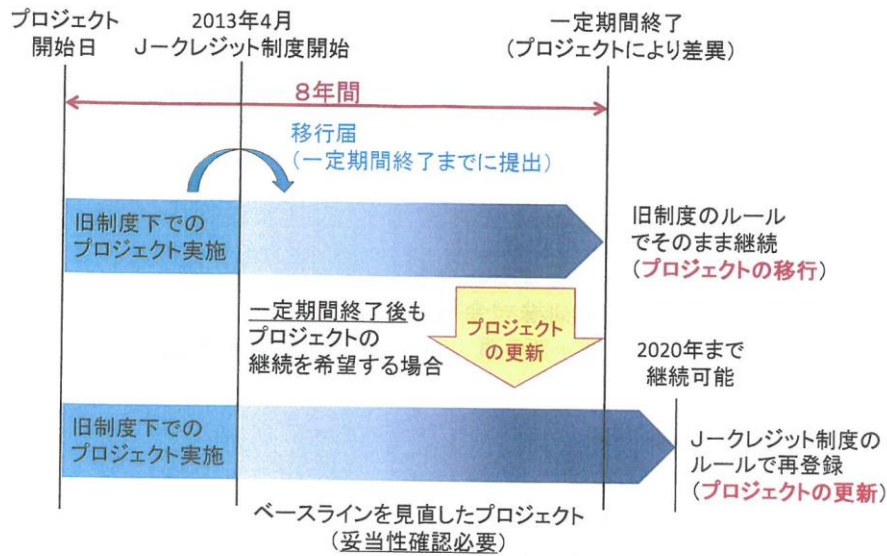 プロジェクト
開始日
2013年4月
J-クレジット制度開始
一定期間終了
(プロジェクトにより差異)
8年間
移行届
(一定期間終了までに提出)
旧制度下での
プロジェクト実施
旧制度のルール
でそのまま継続
(プロジェクトの移行)
一定期間終了後も
プロジェクトの
継続を希望する場合
プロジェクト
の更新
2020年まで
継続可能
旧制度下での
プロジェクト実施
J-クレジット制度の
ルールで再登録
(プロジェクトの更新)
ベースラインを見直したプロジェクト
(妥当性確認必要)